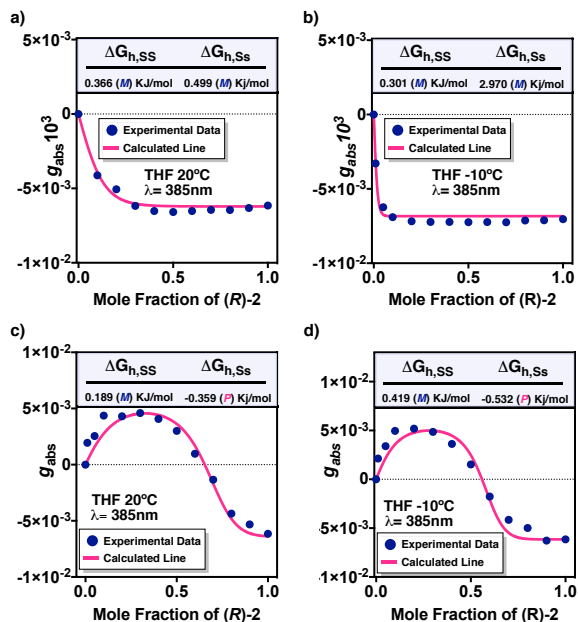 a)
5×10⁻³
ΔGh,SS ΔGh,Ss
0.366 (M) KJ/mol 0.499 (M) Kj/mol
0
Experimental Data
Calculated Line
THF 20ºC
λ= 385nm
-5×10⁻³
-1×10⁻²
gabs10³
0.0 0.5 1.0
Mole Fraction of (R)-2
b)
5×10⁻³
ΔGh,SS ΔGh,Ss
0.301 (M) KJ/mol 2.970 (M) Kj/mol
0
Experimental Data
Calculated Line
THF -10ºC
λ= 385nm
-5×10⁻³
-1×10⁻²
gabs10³
0.0 0.5 1.0
Mole Fraction of (R)-2
c)
1×10⁻²
ΔGh,SS ΔGh,Ss
0.189 (M) KJ/mol -0.359 (P) Kj/mol
5×10⁻³
0
gabs
THF 20ºC
λ= 385nm
-5×10⁻³
Experimental Data
Calculated Line
-1×10⁻²
0.0 0.5 1.0
Mole Fraction of (R)-2
d)
1×10⁻²
ΔGh,SS ΔGh,Ss
0.419 (M) KJ/mol -0.532 (P) Kj/mol
5×10⁻³
0
gabs
THF -10ºC
λ= 385nm
-5×10⁻³
Experimental Data
Calculated Line
·1×10⁻²
0.0 0.5 1.0
Mole Fraction of (R)-2